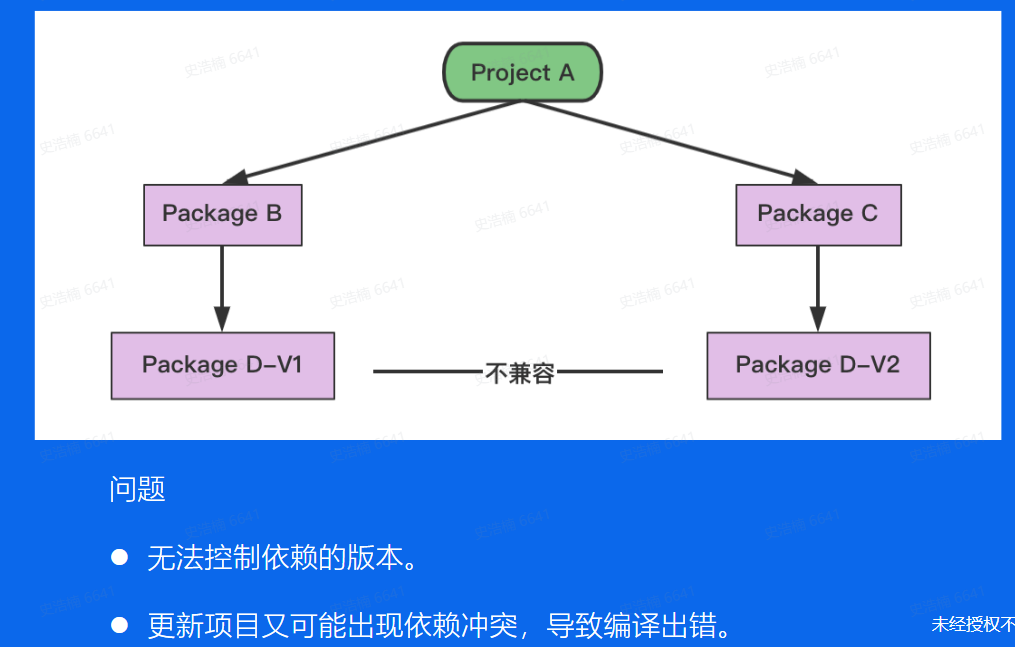 Project A
Package B
Package C
Package D-V1
不兼容
Package D-V2
问题
无法控制依赖的版本。
更新项目又可能出现依赖冲突，导致编译出错。
未经授权不
史浩楠 6641